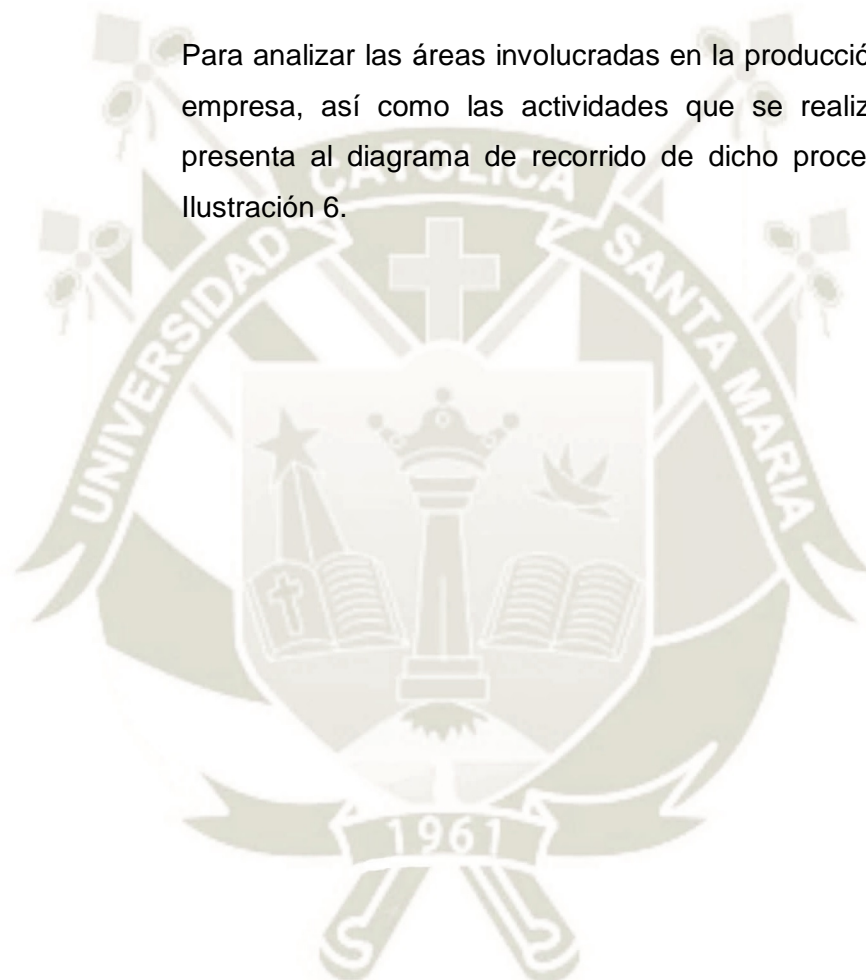 Para analizar las áreas involucradas en la producció
empresa, así como las actividades que se realiz
presenta al diagrama de recorrido de dicho proce
Ilustración 6.
UNIVERSIDAD CATOLICA SANTA MARIA
1961